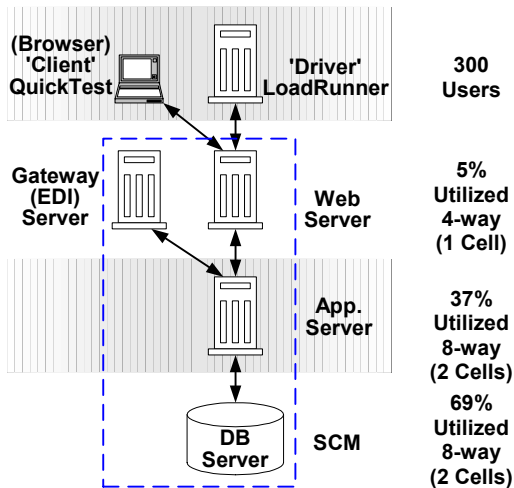 (Browser)
'Client'
QuickTest
'Driver'
LoadRunner
300
Users
Gateway
(EDI)
Server
Web
Server
5%
Utilized
4-way
(1 Cell)
App.
Server
37%
Utilized
8-way
(2 Cells)
DB
Server
SCM
69%
Utilized
8-way
(2 Cells)